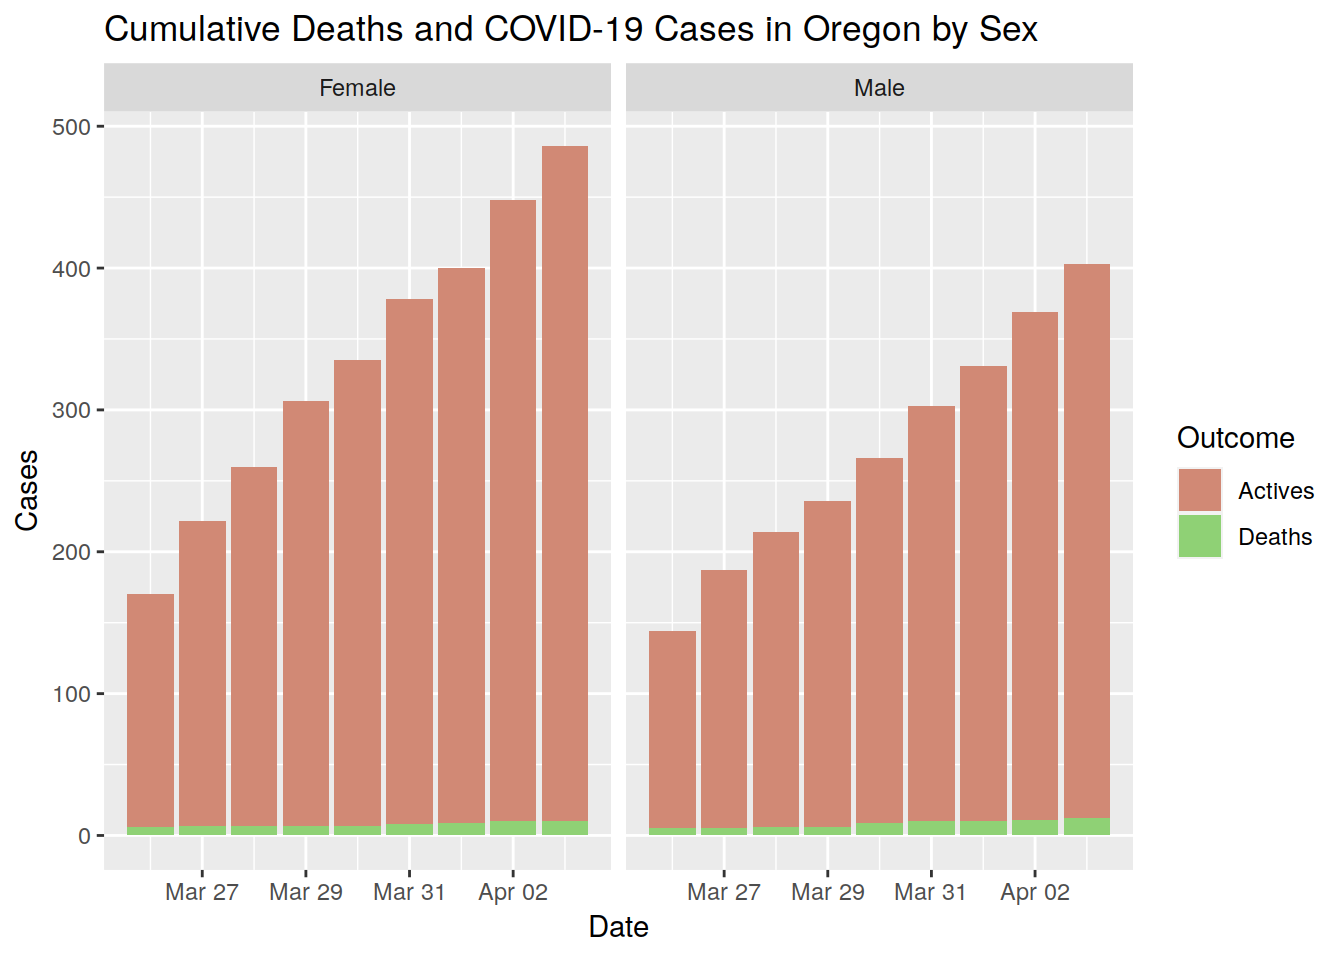 Cumulative Deaths and COVID-19 Cases in Oregon by Sex
Female
Male
500
400
300
200
100
0
Cases
Mar 27
Mar 29
Mar 31
Apr 02
Mar 27
Mar 29
Mar 31
Apr 02
Date
Outcome
Actives
Deaths